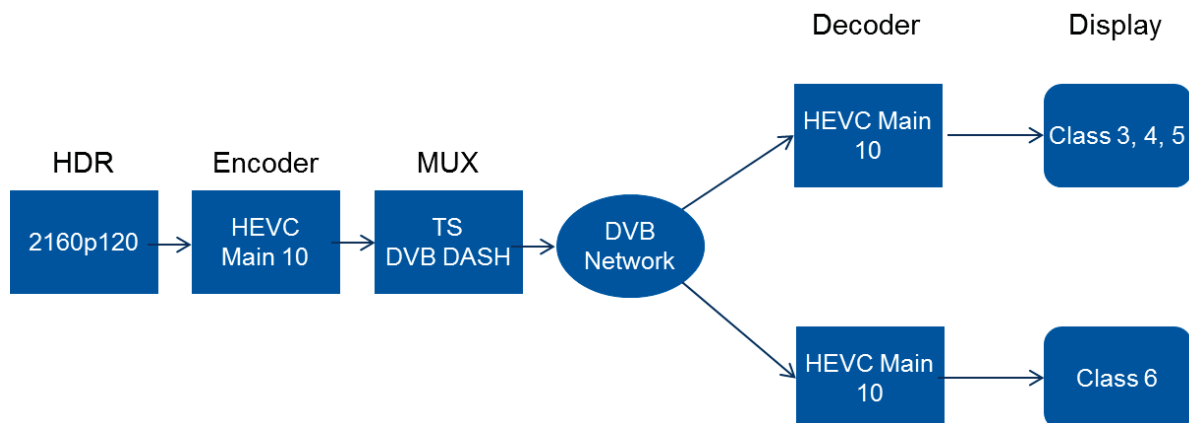 Decoder
Display
HEVC Main
10
Class 3, 4, 5
HDR
Encoder
MUX
2160p120
HEVC
Main 10
TS
DVB DASH
DVB
Network
HEVC Main
10
Class 6